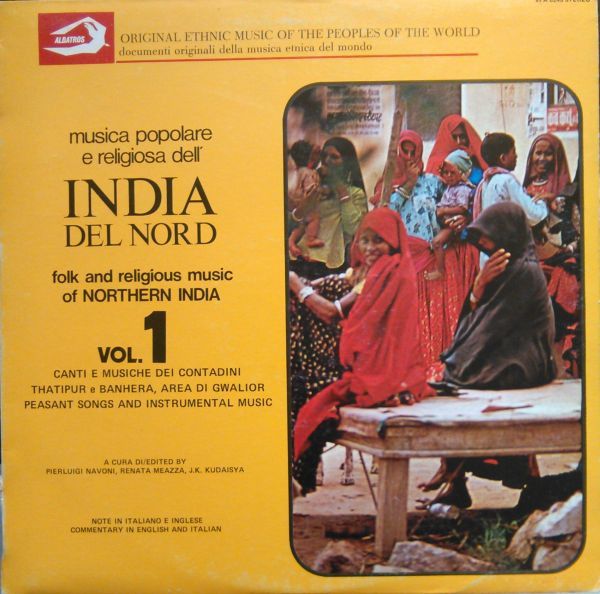 ALBATROS
ORIGINAL ETHNIC MUSIC OF THE PEOPLES OF THE WORLD
documenti originali della musica etnica del mondo
musica popolare
e religiosa dell'
INDIA
DEL NORD
folk and religious music
of NORTHERN INDIA
VOL.1
CANTI E MUSICHE DEI CONTADINI
THATIPUR e BANHERA, AREA DI GWALIOR
PEASANT SONGS AND INSTRUMENTAL MUSIC
A CURA DI/EDITED BY
PIERLUIGI NAVONI, RENATA MEAZZA, J.K. KUDAISYA
NOTE IN ITALIANO E INGLESE
COMMENTARY IN ENGLISH AND ITALIAN